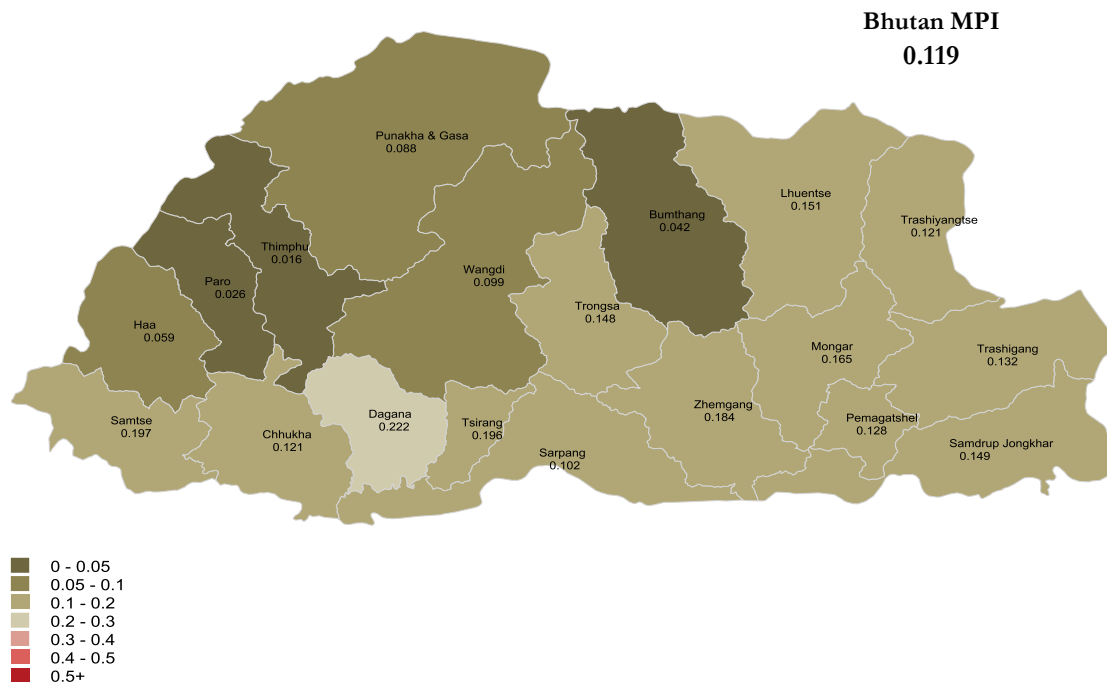 Bhutan MPI
0.119
Punakha & Gasa
0.088
Lhuentse
0.151
Bumthang
0.042
Trashiyangtse
0.121
Thimphu
0.016
Wangdi
0.099
Paro
0.026
Trongsa
0.148
Haa
0.059
Mongar
0.165
Trashigang
0.132
Zhemgang
0.184
Dagana
0.222
Pemagatshel
0.128
Samtse
0.197
Tsirang
0.196
Chhukha
0.121
Samdrup Jongkhar
0.149
Sarpang
0.102
0 - 0.05
0.05 - 0.1
0.1 - 0.2
0.2 - 0.3
0.3 - 0.4
0.4 - 0.5
0.5+